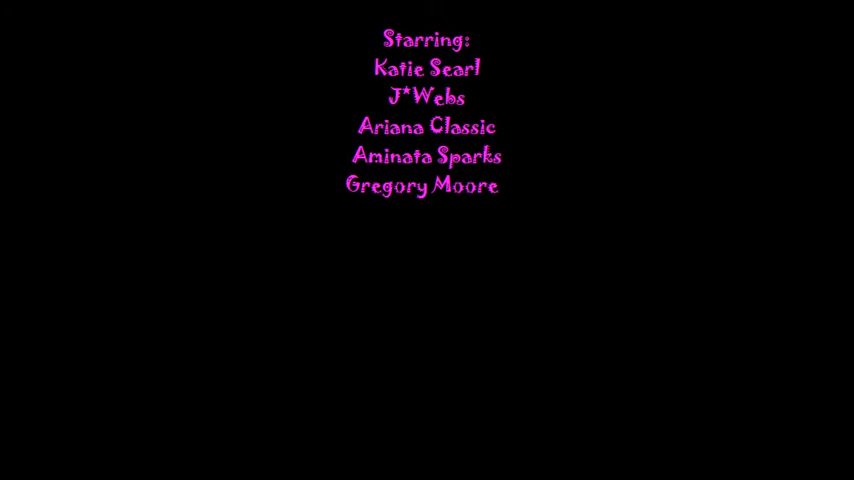 Starring:
Katie Searl
J*Webs
Ariana Classic
Aminata Sparks
Gregory Moore